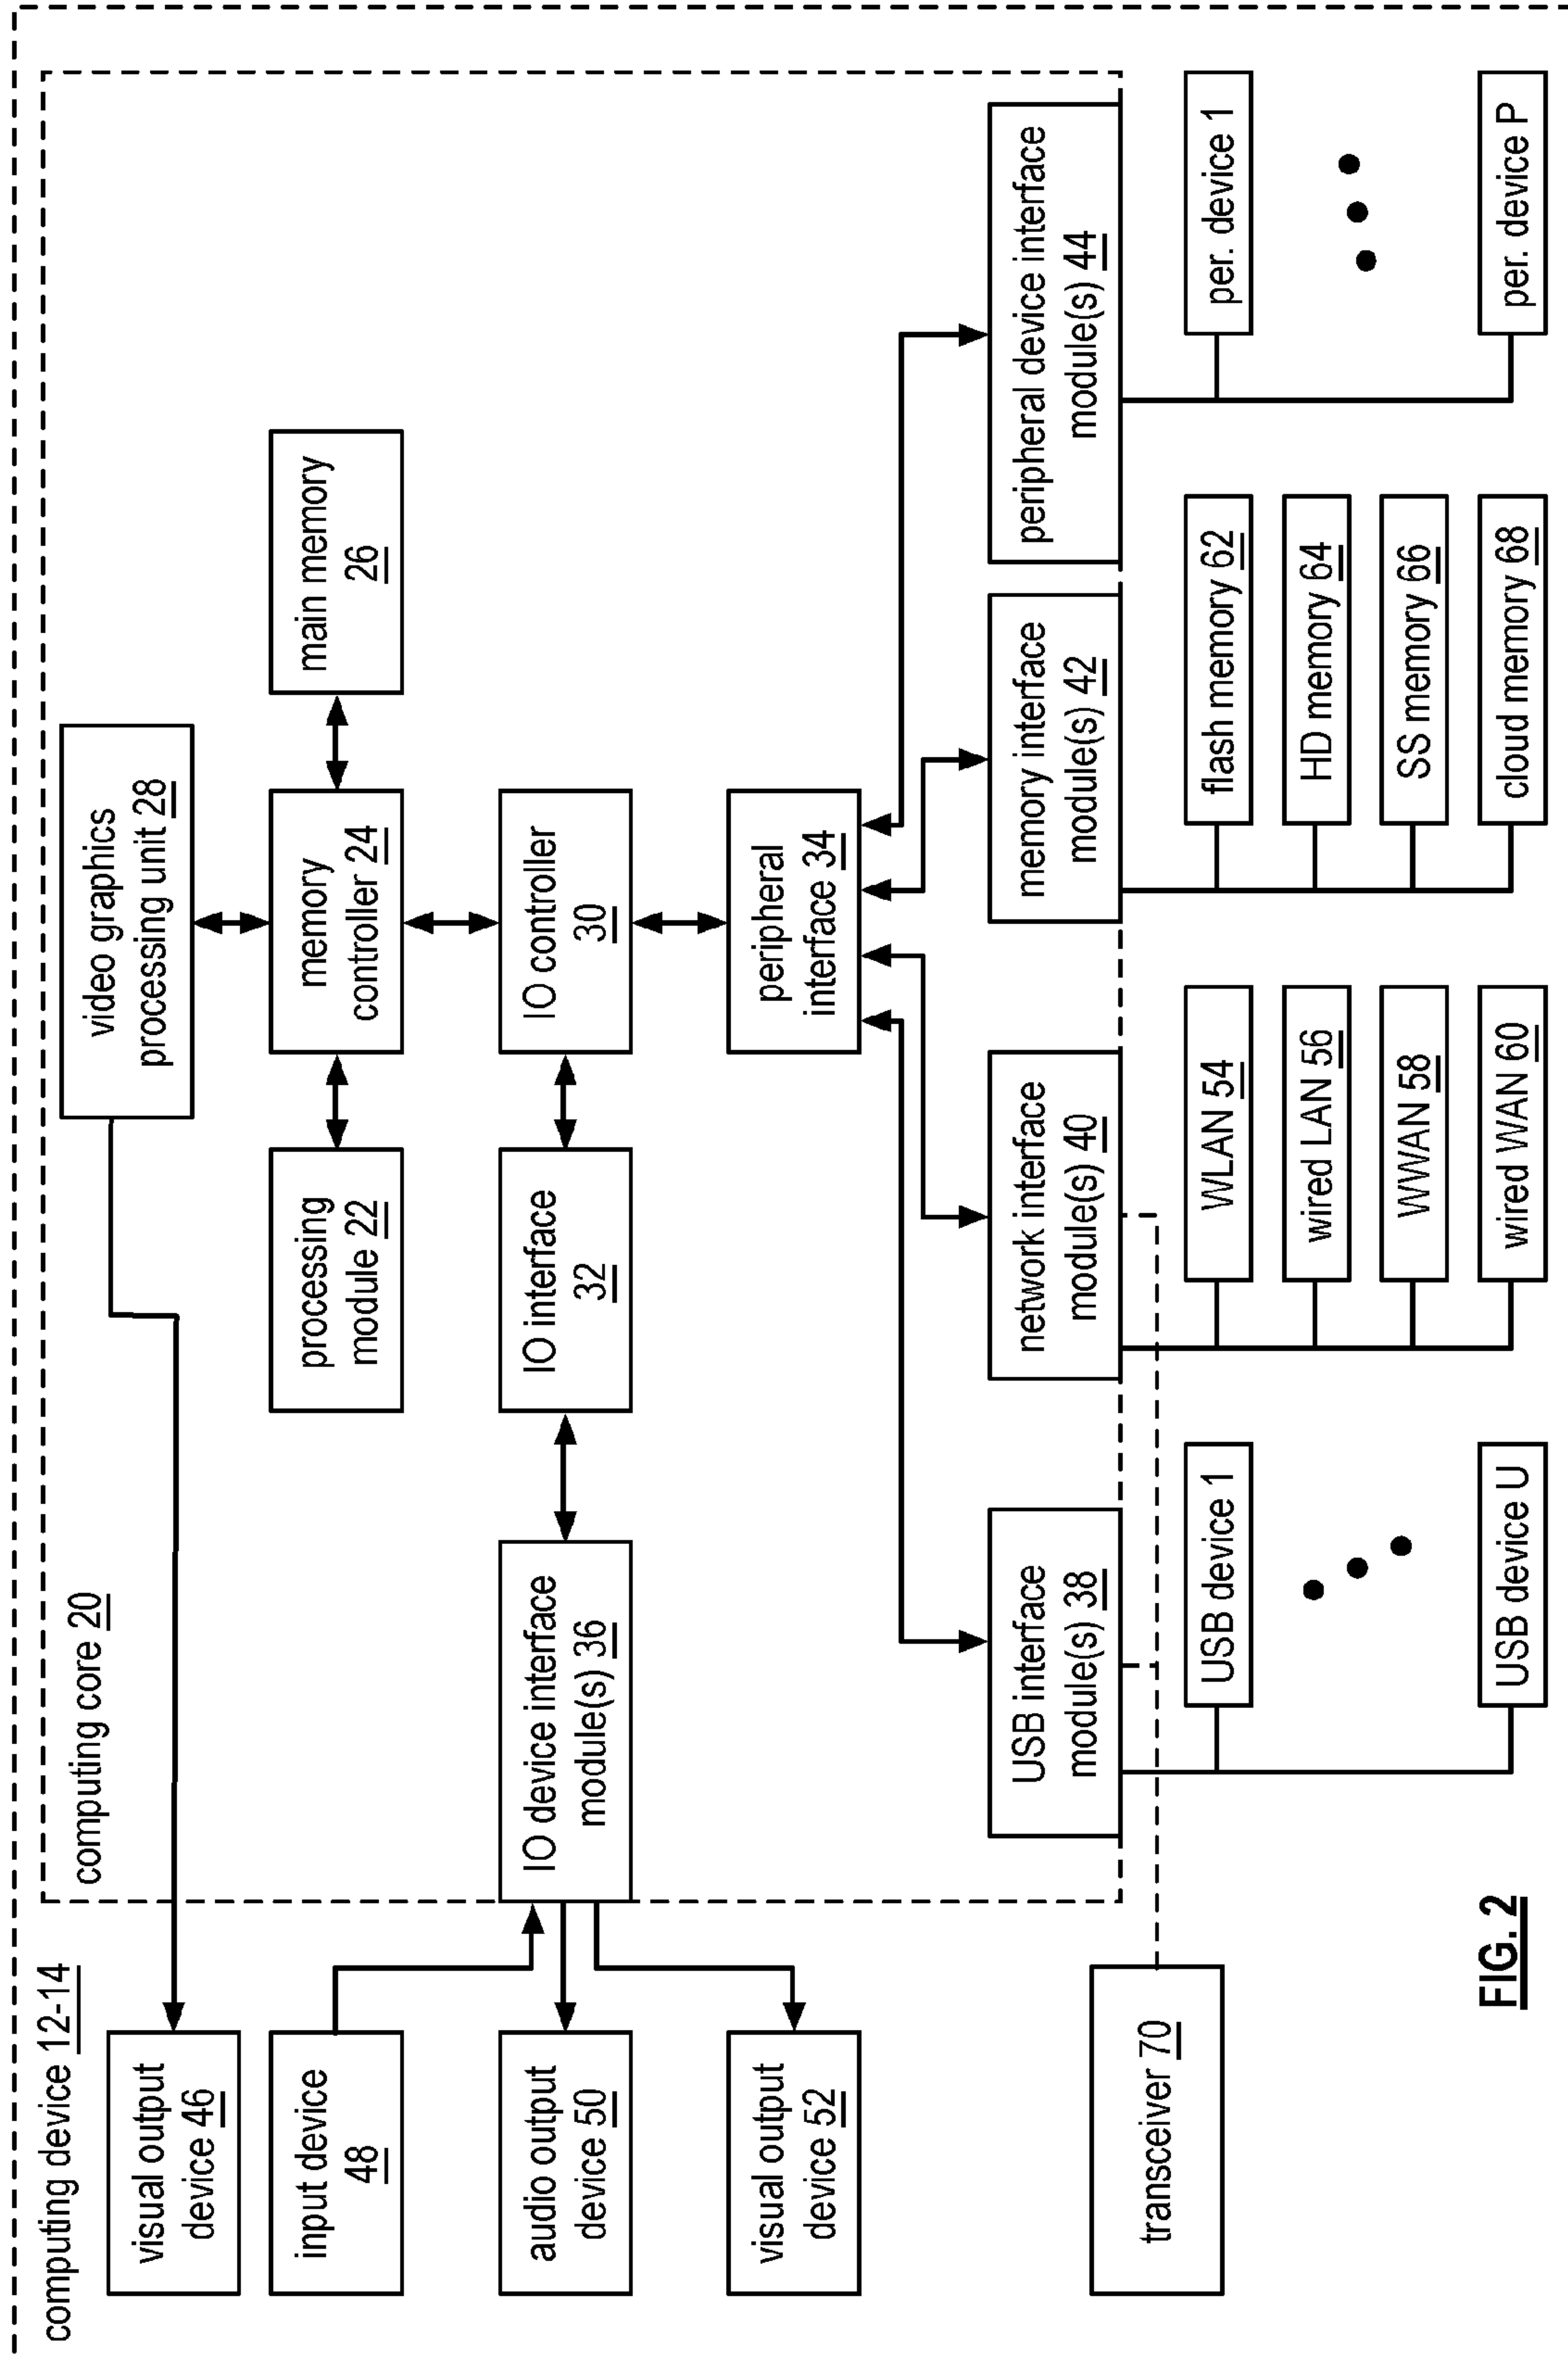 computing device 12-14
computing core 20
video graphics
processing unit 28
visual output
device 46
input device
48
processing
module 22
memory
controller 24
main memory
26
audio output
device 50
IO device interface
module(s) 36
IO interface
32
IO controller
30
visual output
device 52
peripheral
interface 34
transceiver 70
USB interface
module(s) 38
network interface
module(s) 40
memory interface
module(s) 42
peripheral device interface
module(s) 44
USB device 1
USB device U
WLAN 54
wired LAN 56
WWAN 58
wired WAN 60
flash memory 62
HD memory 64
SS memory 66
cloud memory 68
per. device 1
per. device P
FIG. 2